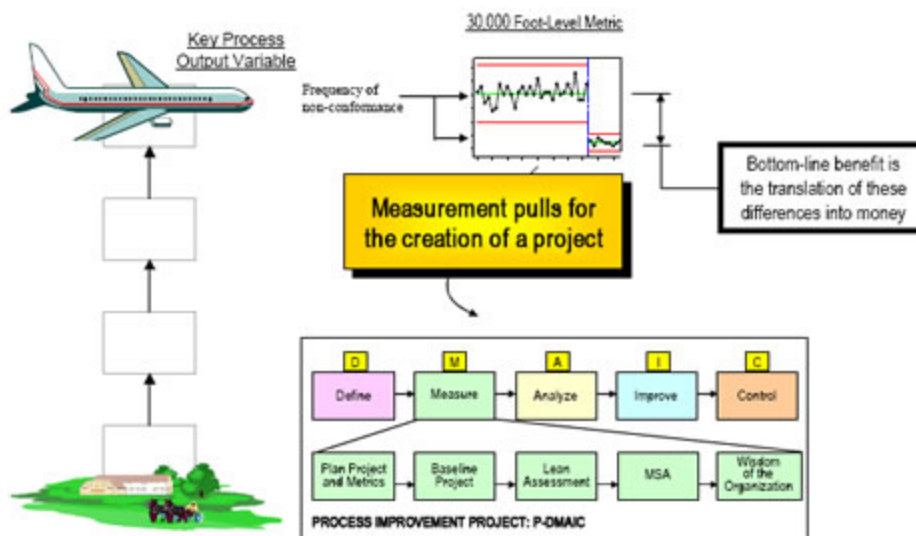 Key Process
Output Variable
30,000 Foot-Level Metric
Frequency of
non-conformance
Bottom-line benefit is
the translation of these
differences into money
Measurement pulls for
the creation of a project
D
M
A
I
C
Define
Measure
Analyze
Improve
Control
Plan Project
and Metrics
Baseline
Project
Lean
Assessment
MSA
Wisdom
of the
Organization
PROCESS IMPROVEMENT PROJECT: P-DMAIC